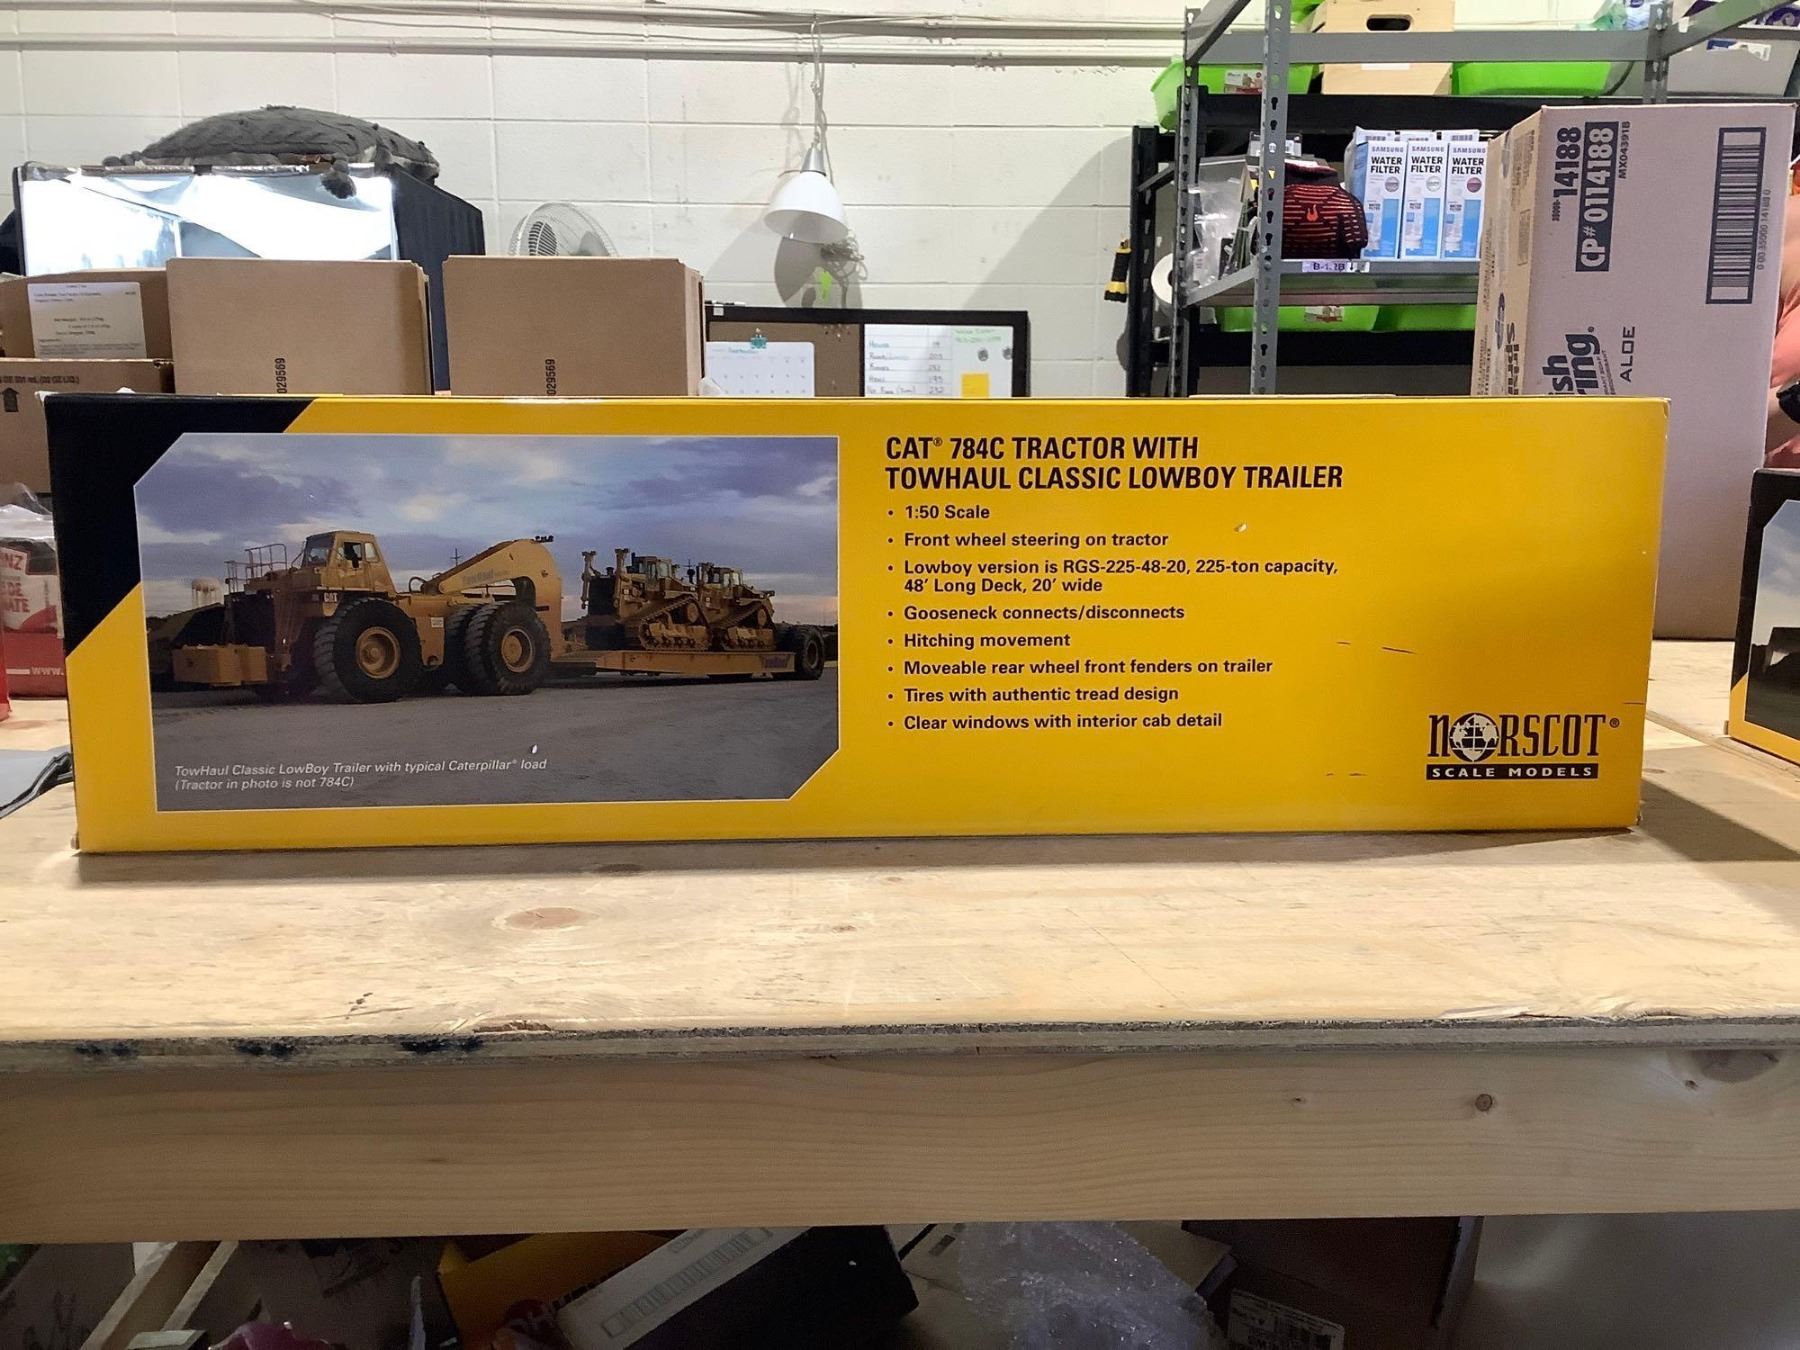 CAT® 784C TRACTOR WITH
TOWHAUL CLASSIC LOWBOY TRAILER
• 1:50 Scale
• Front wheel steering on tractor
• Lowboy version is RGS-225-48-20, 225-ton capacity,
48' Long Deck, 20' wide
• Gooseneck connects/disconnects
• Hitching movement
• Moveable rear wheel front fenders on trailer
• Tires with authentic tread design
• Clear windows with interior cab detail
NORSCOT®
SCALE MODELS
TowHaul Classic LowBoy Trailer with typical Caterpillar® load
(Tractor in photo is not 784C)
CAT
029569
029569
SAMSUNG
WATER
FILTER
SAMSUNG
WATER
FILTER
SAMSUNG
WATER
FILTER
14188
CP# 0114188
MX04391B
ALOE
www.